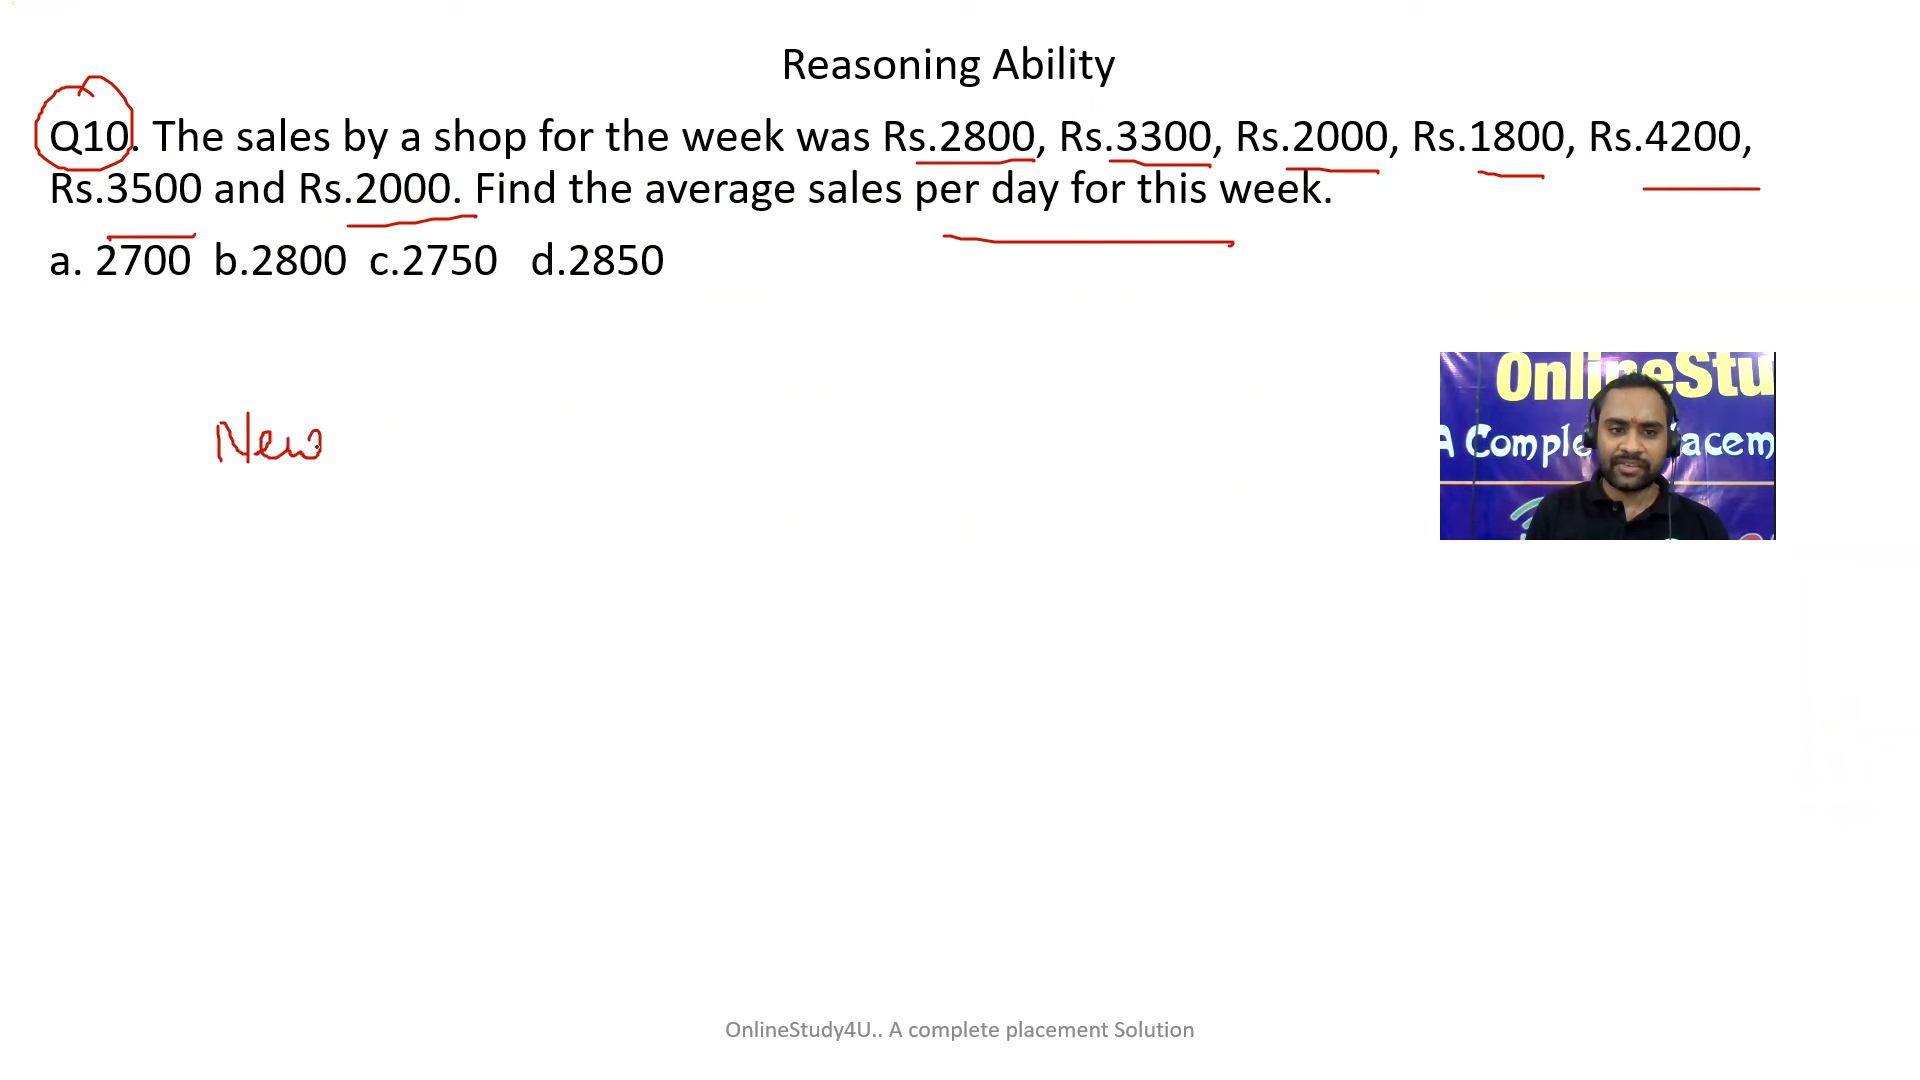 Reasoning Ability
Q10. The sales by a shop for the week was Rs.2800, Rs.3300, Rs.2000, Rs.1800, Rs.4200,
Rs.3500 and Rs.2000. Find the average sales per day for this week.
a. 2700 b.2800 c.2750 d.2850
OnlineStu
A Comple acem
New
OnlineStudy4U.. A complete placement Solution